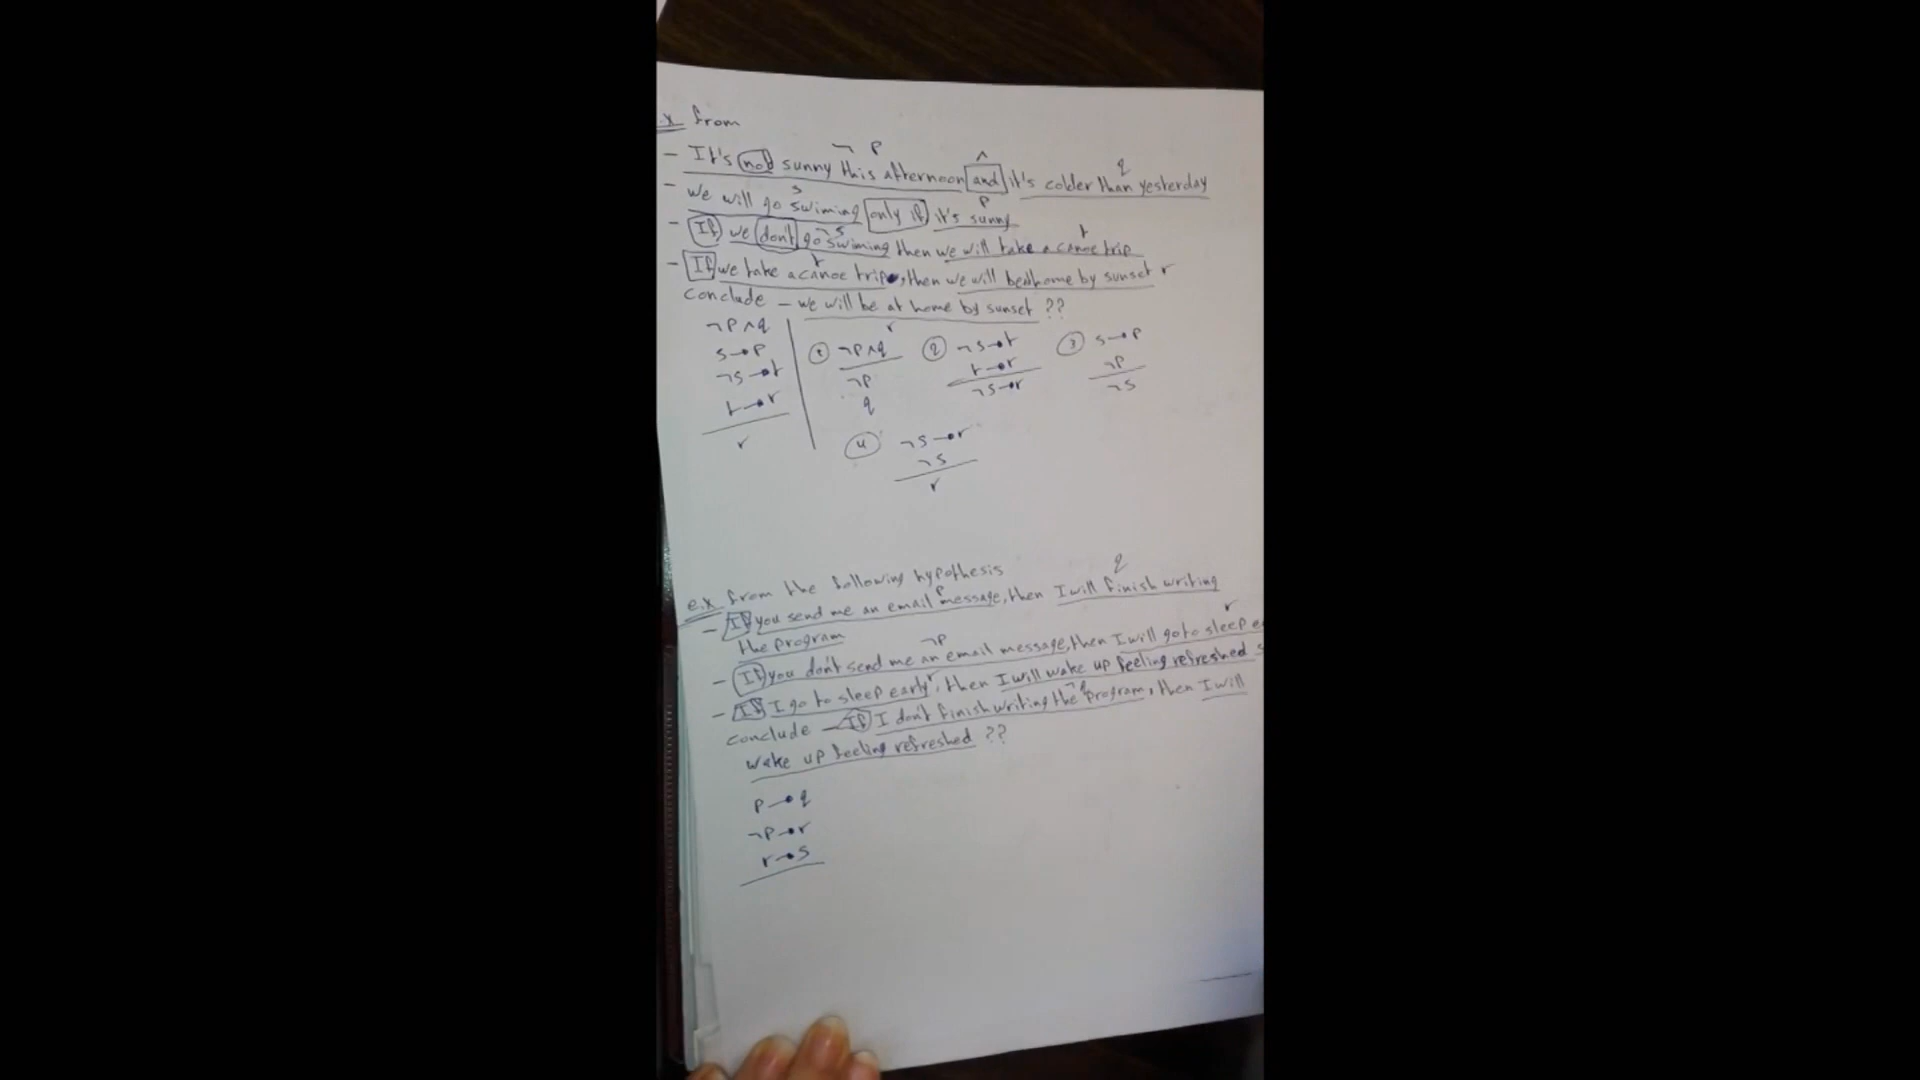 .x from
¬ p ^ q
- It's not sunny this afternoon and it's colder than yesterday
s p
- we will go swiming only if it's sunny
¬s t
- If we don't go swiming then we will take a canoe trip
t
- If we take a canoe trip, then we will be at home by sunset r
conclude - we will be at home by sunset ??
r
¬p∧q
s→p
¬s→t
t→r
r
① ¬p∧q
¬p
q
② ¬s→t
t→r
¬s→r
③ s→p
¬p
¬s
④ ¬s→r
¬s
r
e.x from the following hypothesis
p q
- If you send me an email message, then I will finish writing
the program
¬p r
- If you don't send me an email message, then I will go to sleep
r s
- If I go to sleep early, then I will wake up feeling refreshed
¬q
conclude - If I don't finish writing the program, then I will
wake up feeling refreshed ??
p→q
¬p→r
r→s